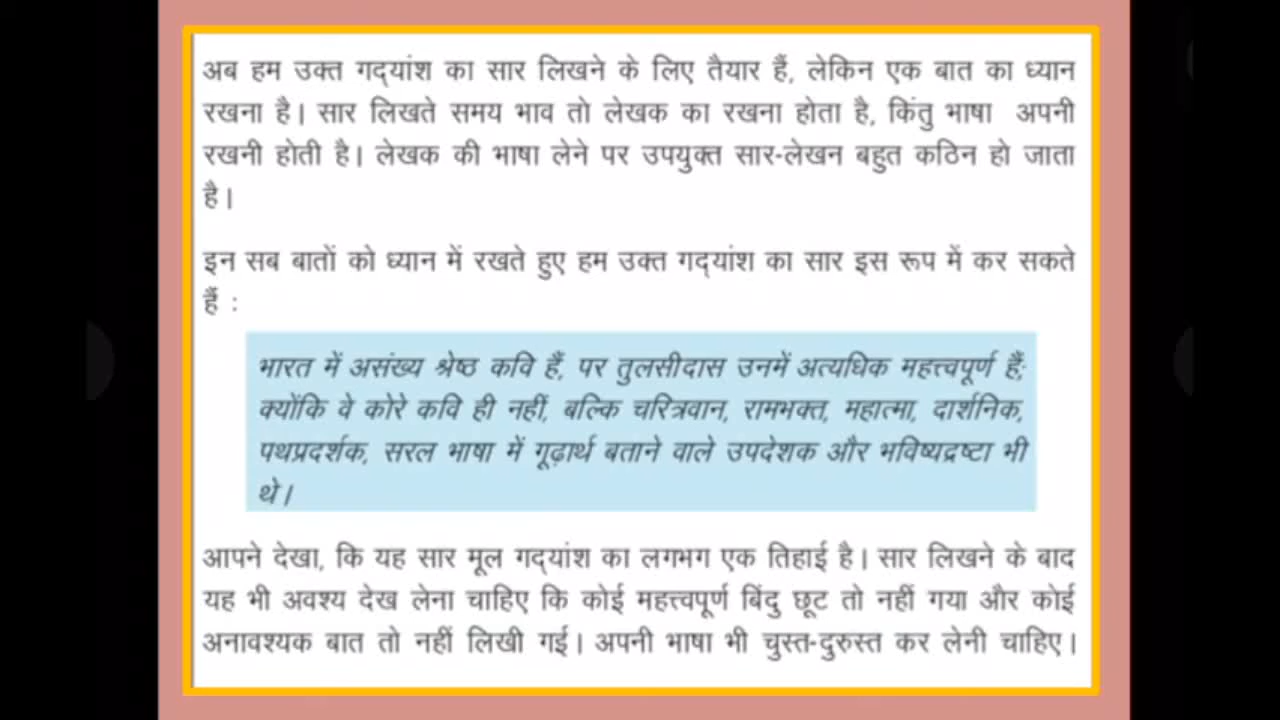 अब हम उक्त गद्यांश का सार लिखने के लिए तैयार हैं, लेकिन एक बात का ध्यान
रखना है। सार लिखते समय भाव तो लेखक का रखना होता है, किंतु भाषा अपनी
रखनी होती है। लेखक की भाषा लेने पर उपयुक्त सार-लेखन बहुत कठिन हो जाता
है।
इन सब बातों को ध्यान में रखते हुए हम उक्त गद्यांश का सार इस रूप में कर सकते
हैं :
भारत में असंख्य श्रेष्ठ कवि हैं, पर तुलसीदास उनमें अत्यधिक महत्त्वपूर्ण हैं;
क्योंकि वे कोरे कवि ही नहीं, बल्कि चरित्रवान, रामभक्त, महात्मा, दार्शनिक,
पथप्रदर्शक, सरल भाषा में गूढ़ार्थ बताने वाले उपदेशक और भविष्यद्रष्टा भी
थे।
आपने देखा, कि यह सार मूल गद्यांश का लगभग एक तिहाई है। सार लिखने के बाद
यह भी अवश्य देख लेना चाहिए कि कोई महत्त्वपूर्ण बिंदु छूट तो नहीं गया और कोई
अनावश्यक बात तो नहीं लिखी गई। अपनी भाषा भी चुस्त-दुरुस्त कर लेनी चाहिए।